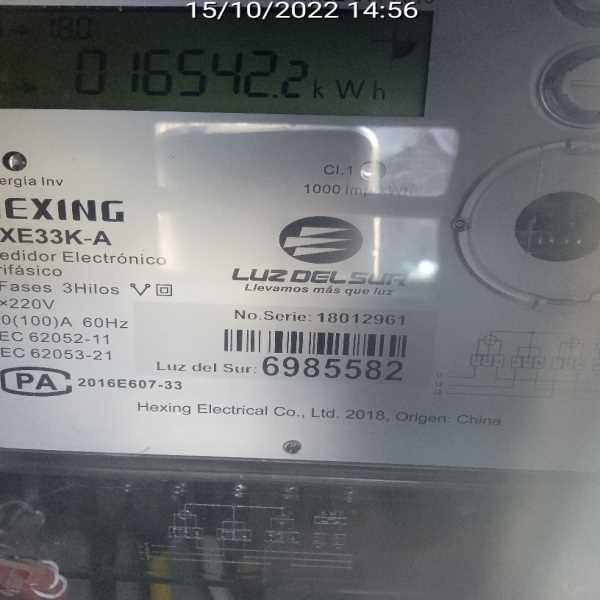 15/10/2022 14:56
016542.2 kWh
Cl.1
ergía Inv
1000 imp
HEXING
XE33K-A
edidor Electrónico
rifásico
Fases 3Hilos
×220V
0(100)A 60Hz
EC 62052-11
EC 62053-21
PA 2016E607-33
LUZ DEL SUR
Llevamos más que luz
No.Serie: 18012961
Luz del Sur: 6985582
Hexing Electrical Co., Ltd. 2018, Origen: China